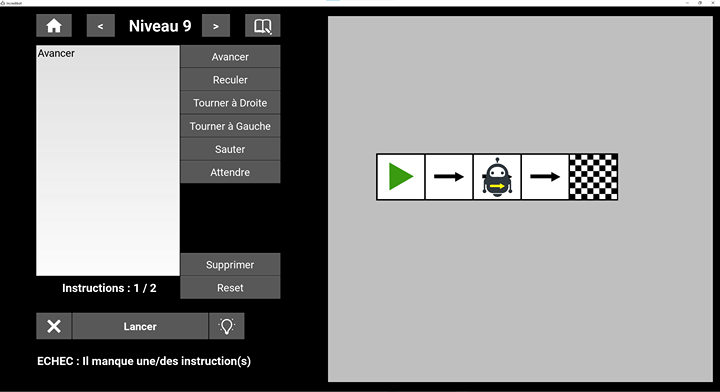 Incredibot
< Niveau 9 >
Avancer
Avancer
Reculer
Tourner à Droite
Tourner à Gauche
Sauter
Attendre
Supprimer
Instructions : 1 / 2
Reset
Lancer
ECHEC : Il manque une/des instruction(s)